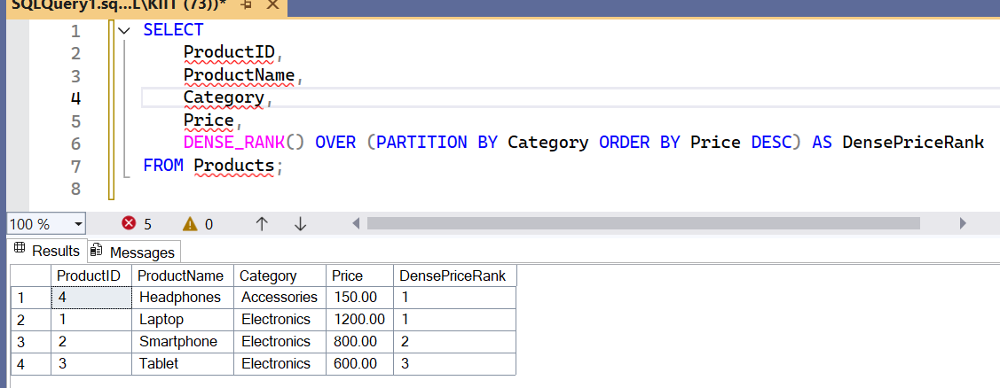 SQLQuery1.sq...L\KIIT (73))*
1 SELECT
2 ProductID,
3 ProductName,
4 Category,
5 Price,
6 DENSE_RANK() OVER (PARTITION BY Category ORDER BY Price DESC) AS DensePriceRank
7 FROM Products;
8
100 % 5 0
Results Messages
ProductID ProductName Category Price DensePriceRank
1 4 Headphones Accessories 150.00 1
2 1 Laptop Electronics 1200.00 1
3 2 Smartphone Electronics 800.00 2
4 3 Tablet Electronics 600.00 3